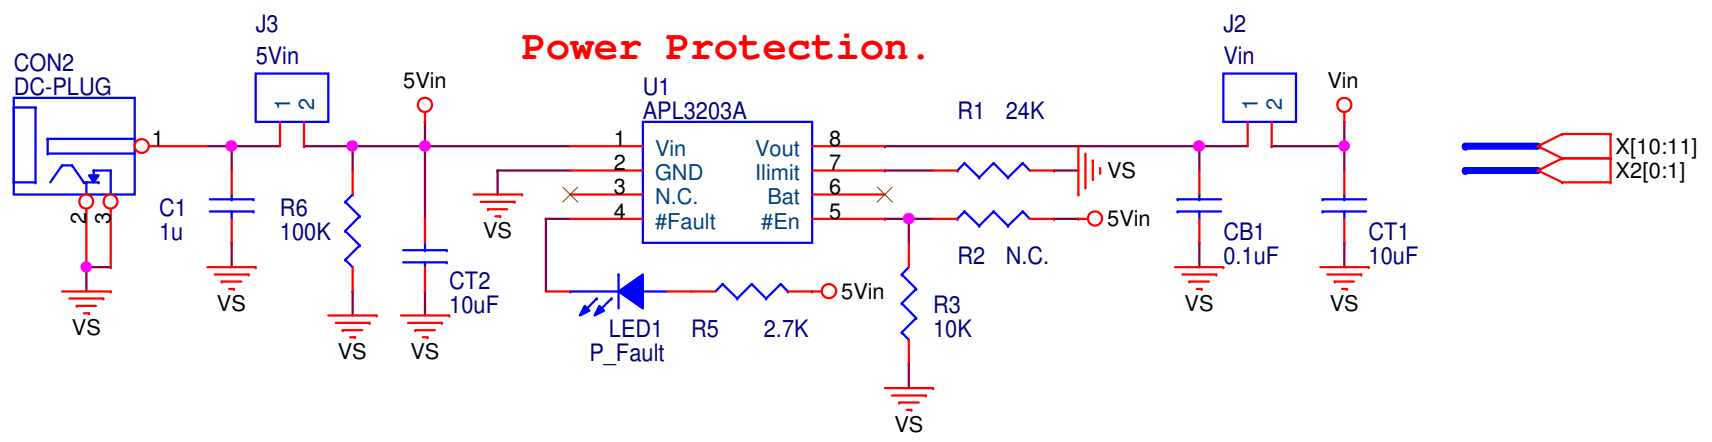 Power Protection.
CON2
DC-PLUG
1
2
3
VS
J3
5Vin
1
2
C1
1u
VS
R6
100K
VS
5Vin
CT2
10uF
VS
VS
U1
APL3203A
1
2
3
4
Vin
GND
N.C.
#Fault
Vout
Ilimit
Bat
#En
8
7
6
5
R1 24K
VS
5Vin
R2 N.C.
LED1
P_Fault
R5 2.7K
5Vin
R3
10K
VS
J2
Vin
1
2
Vin
CB1
0.1uF
VS
CT1
10uF
VS
X[10:11]
X2[0:1]